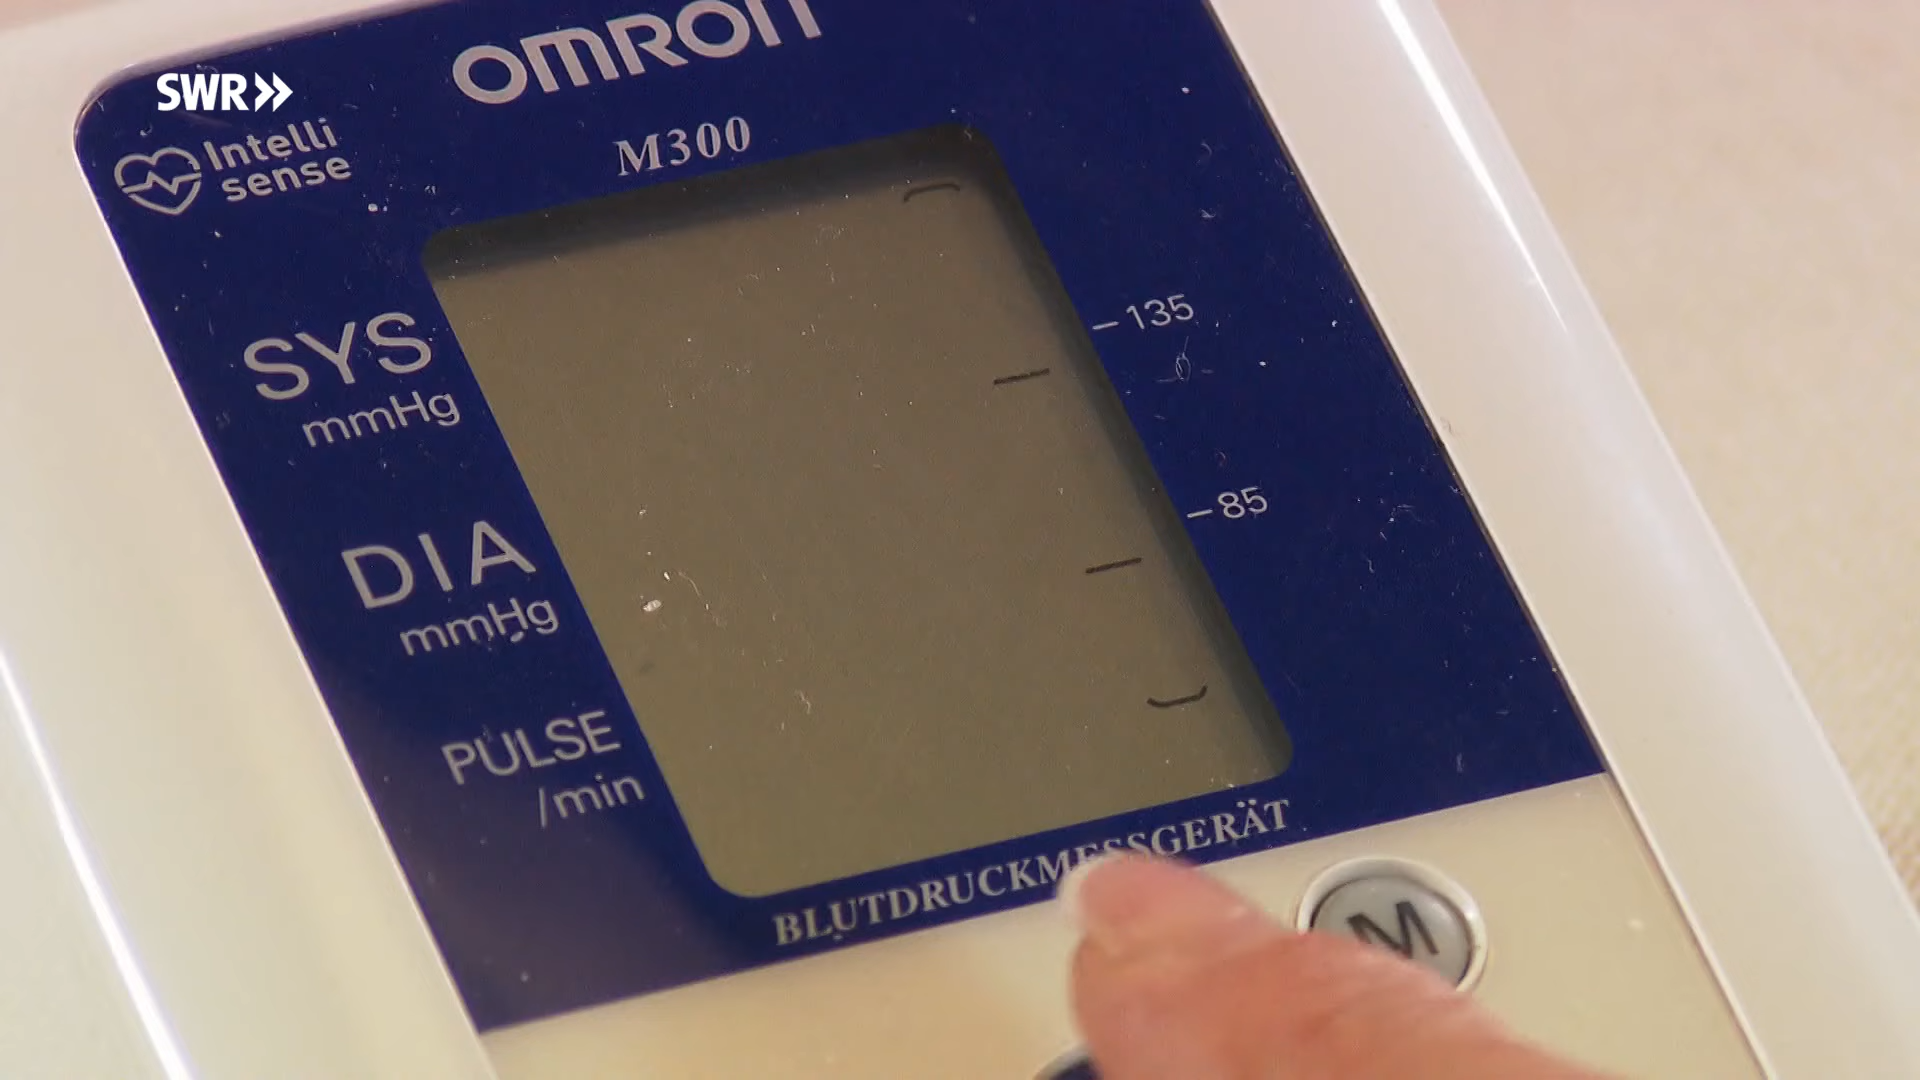 OMRON
SWR
M300
Intelli
sense
–135
SYS
mmHg
–85
DIA
mmHg
PULSE
/min
BLUTDRUCKMESSGERÄT
M